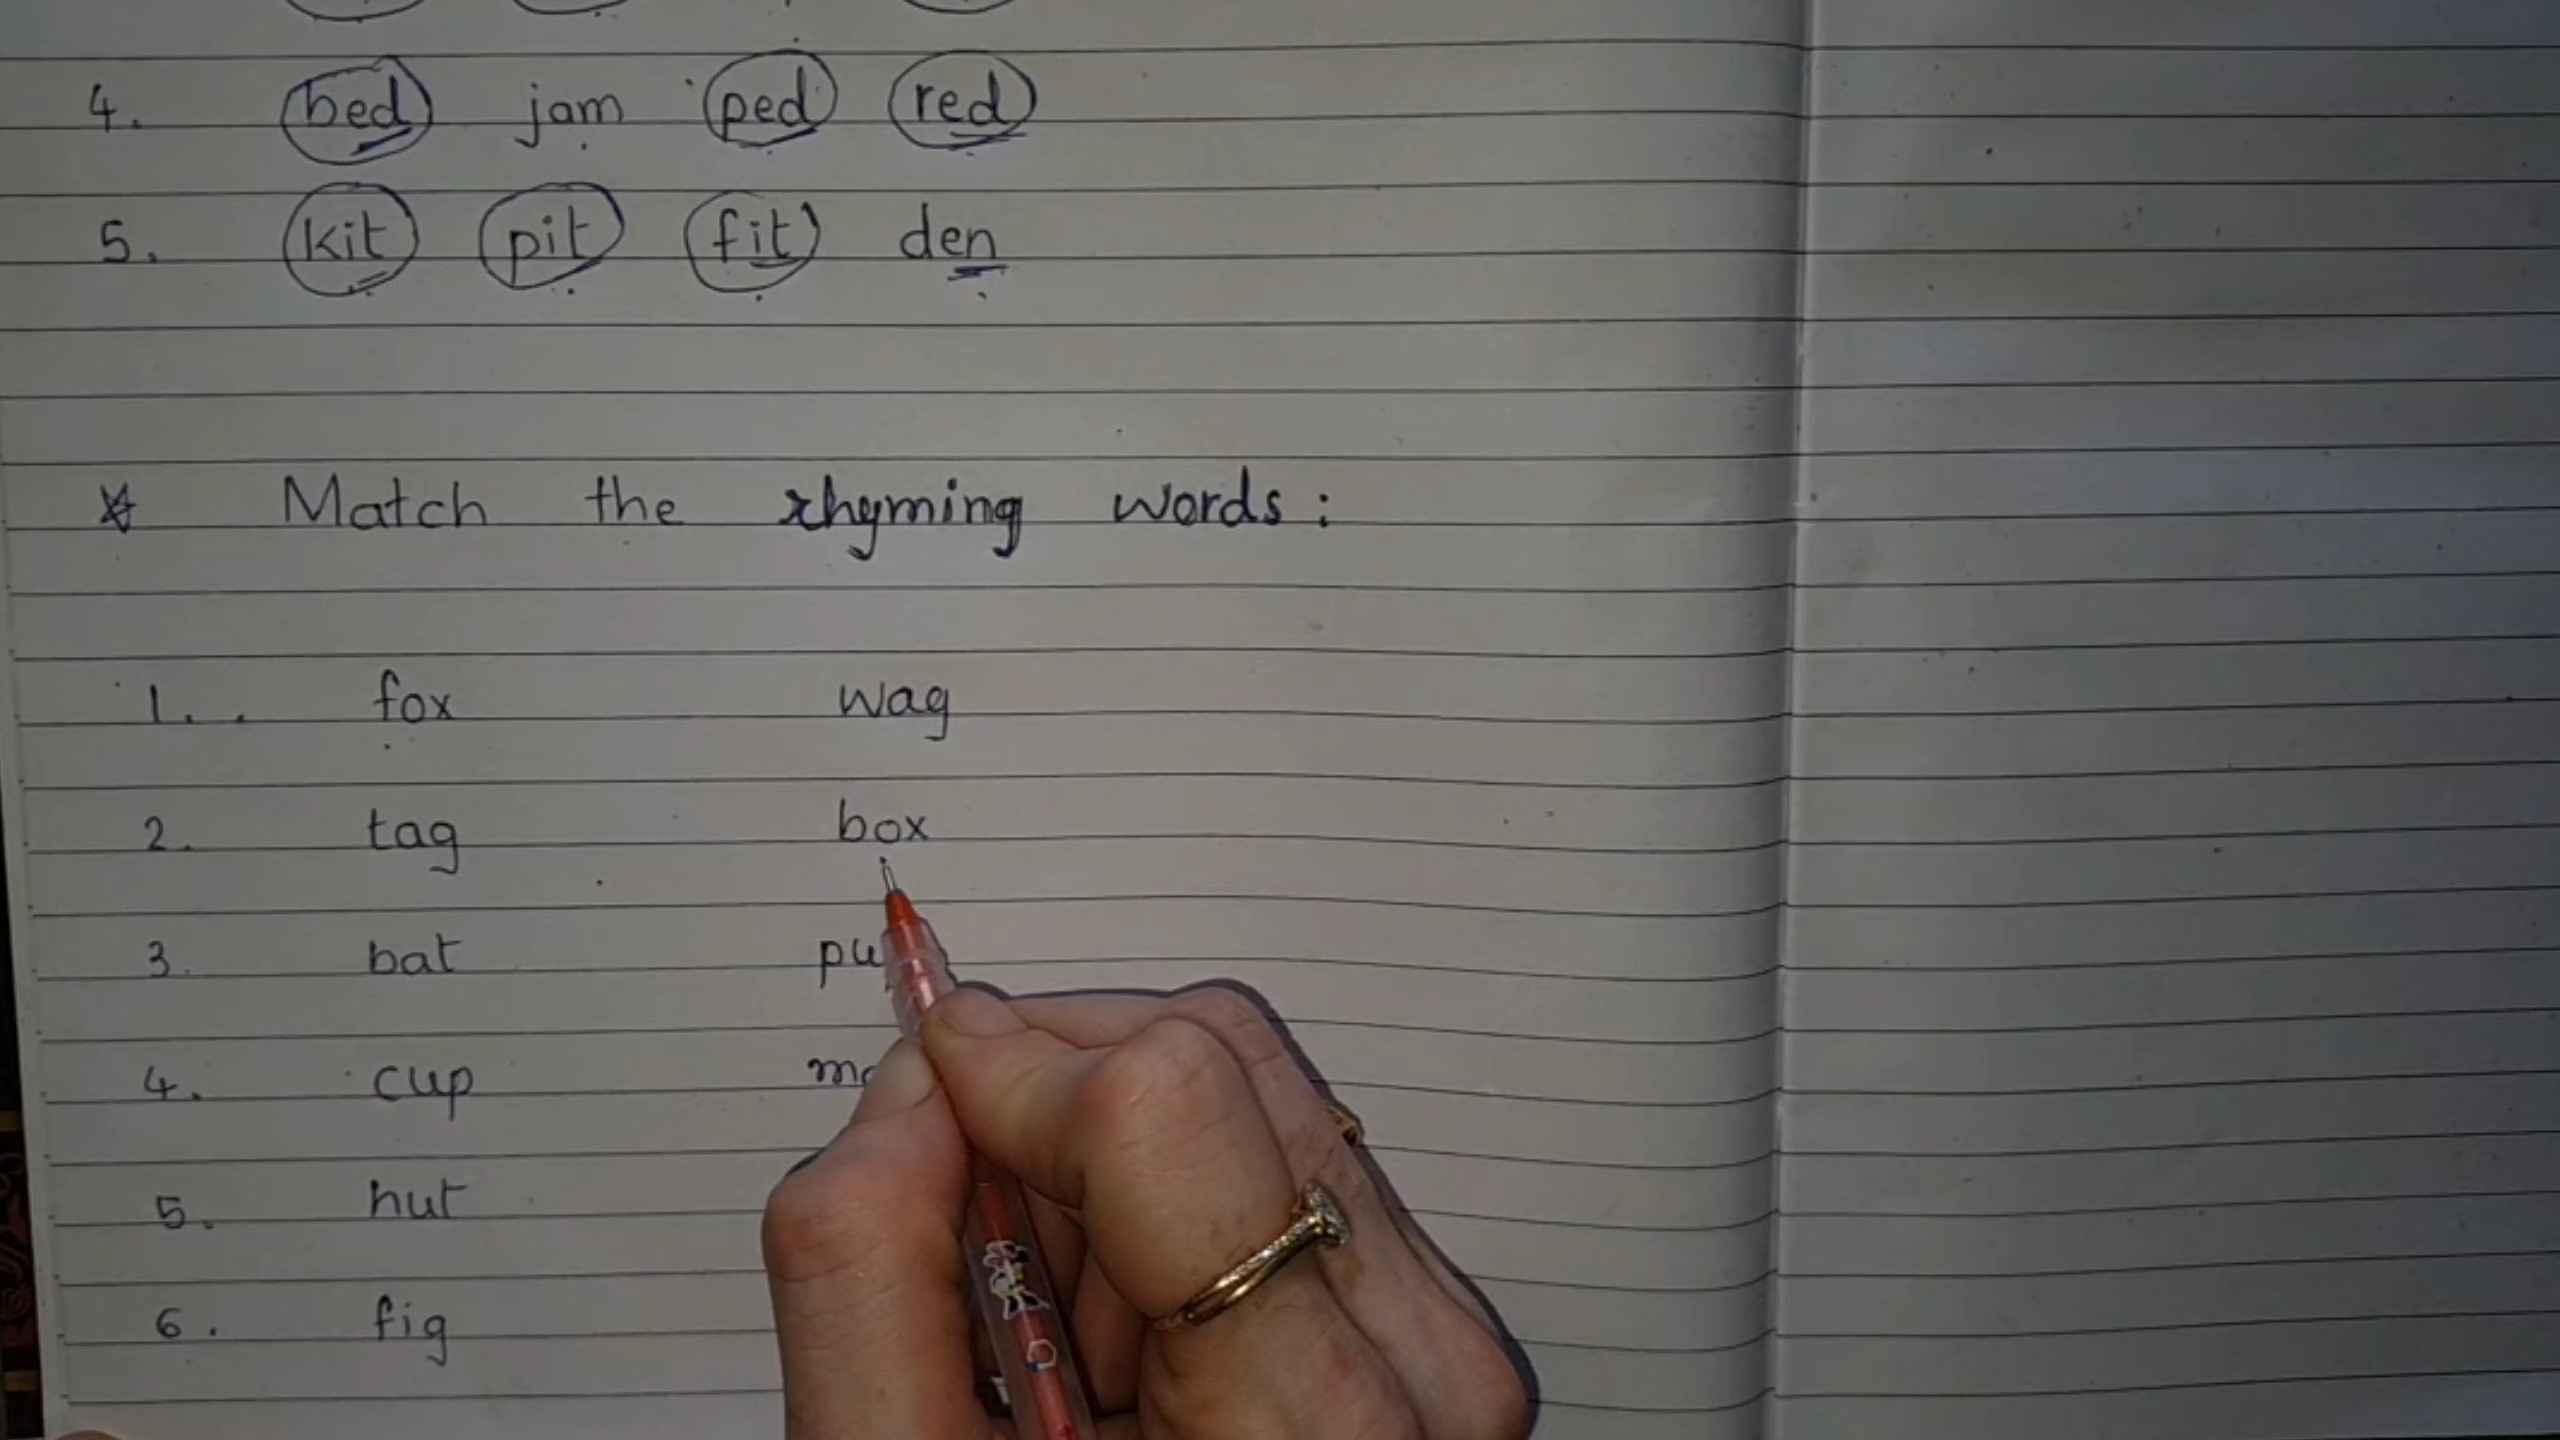 4. bed jam ped red
5. kit pit fit den
* Match the rhyming words :
1. fox wag
2. tag box
3. bat
4. cup
5. hut
6. fig